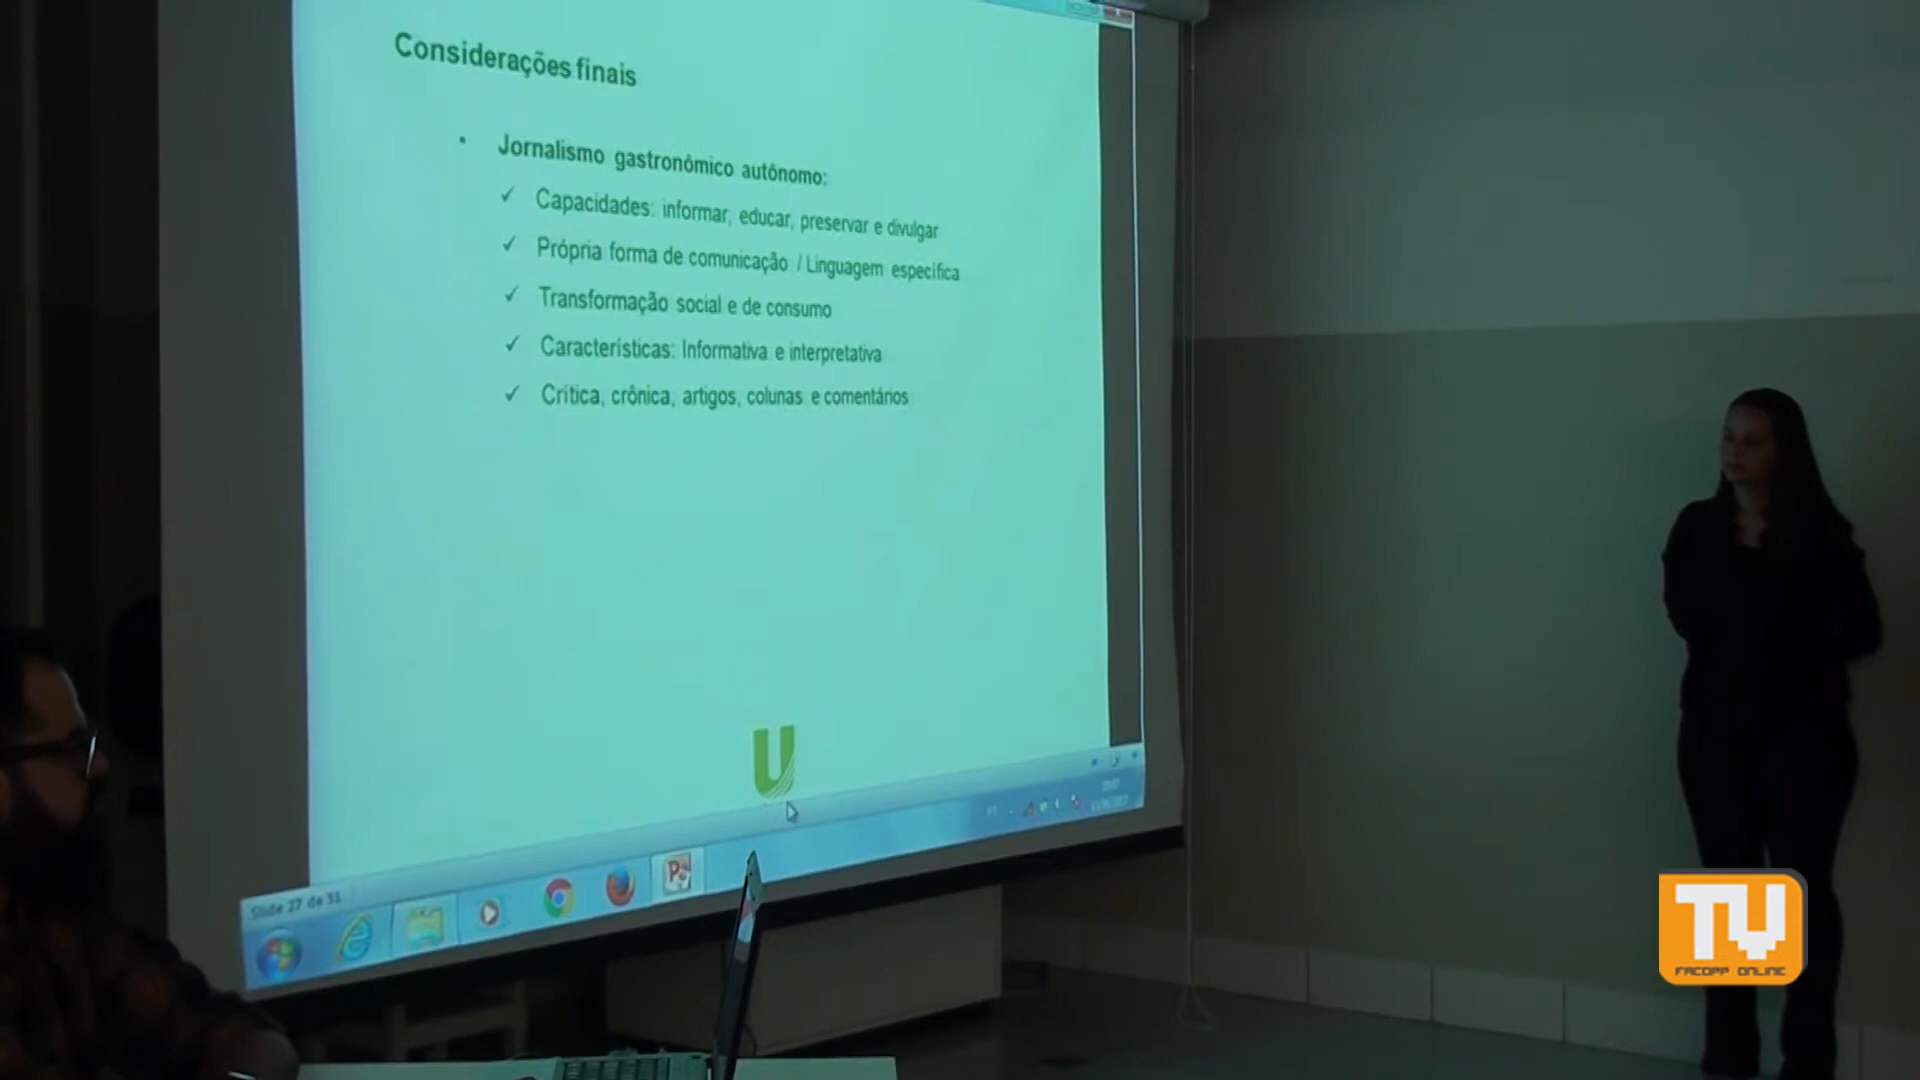 Considerações finais
• Jornalismo gastronômico autônomo:
✓ Capacidades: informar, educar, preservar e divulgar
✓ Própria forma de comunicação / Linguagem específica
✓ Transformação social e de consumo
✓ Características: Informativa e interpretativa
✓ Crítica, crônica, artigos, colunas e comentários
U
Slide 27 de 31
TV
FACOPP ONLINE